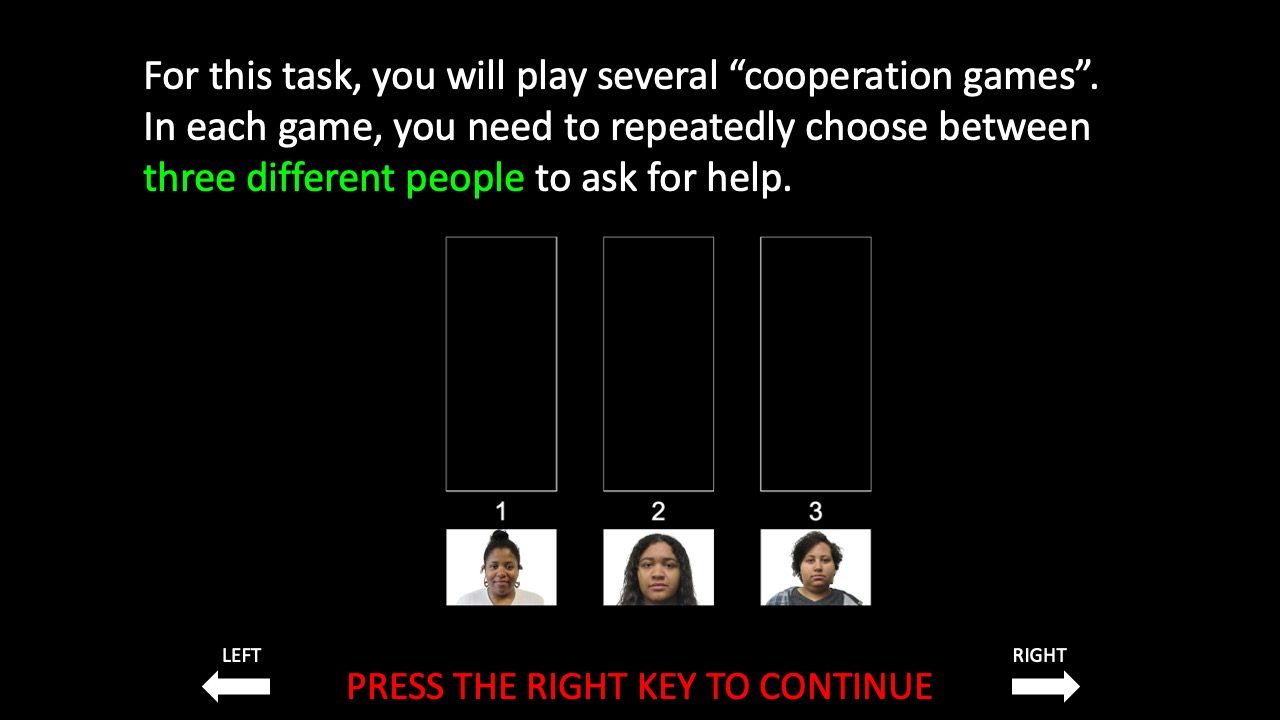 For this task, you will play several “cooperation games”.
In each game, you need to repeatedly choose between
three different people to ask for help.
1 2 3
LEFT RIGHT
PRESS THE RIGHT KEY TO CONTINUE